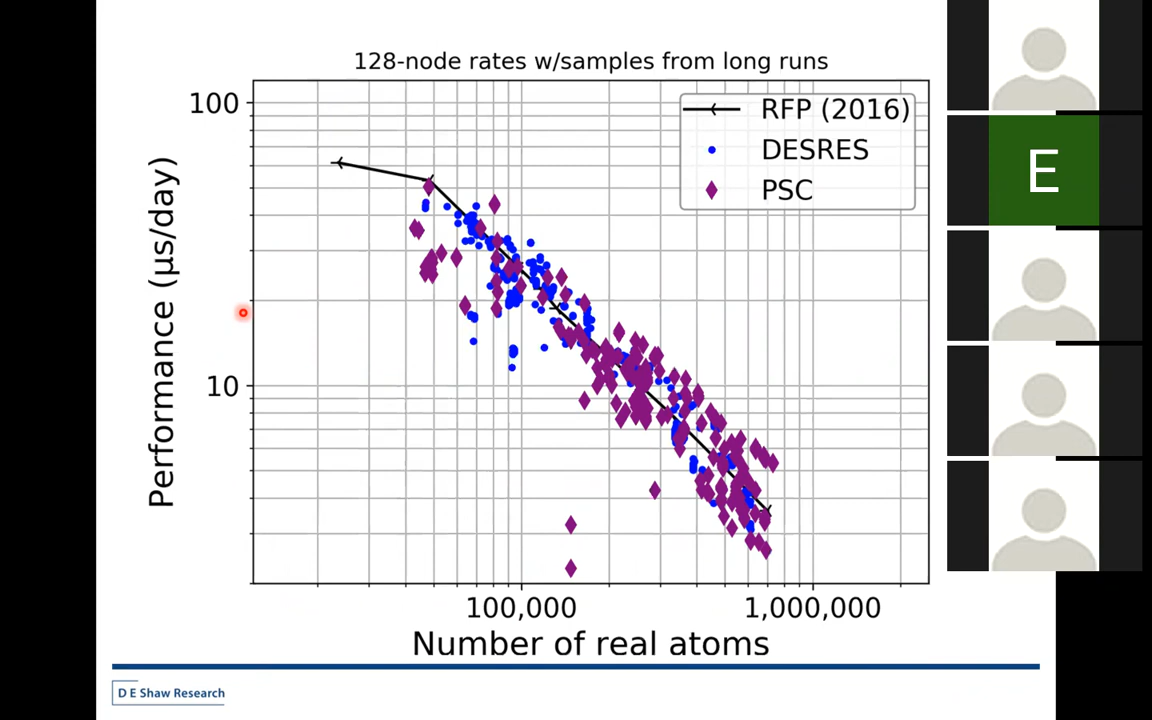 128-node rates w/samples from long runs
100
10
Performance (µs/day)
RFP (2016)
DESRES
PSC
100,000
1,000,000
Number of real atoms
D E Shaw Research
E